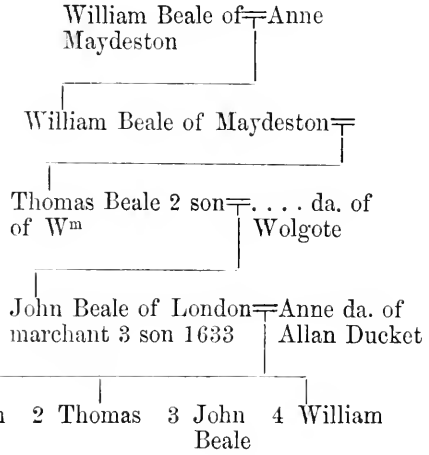 William Beale of Anne
Maydeston
William Beale of Maydeston
Thomas Beale 2 son . . . . da. of
of Wᵐ Wolgote
John Beale of London Anne da. of
marchant 3 son 1633 Allan Ducket
2 Thomas 3 John 4 William
Beale